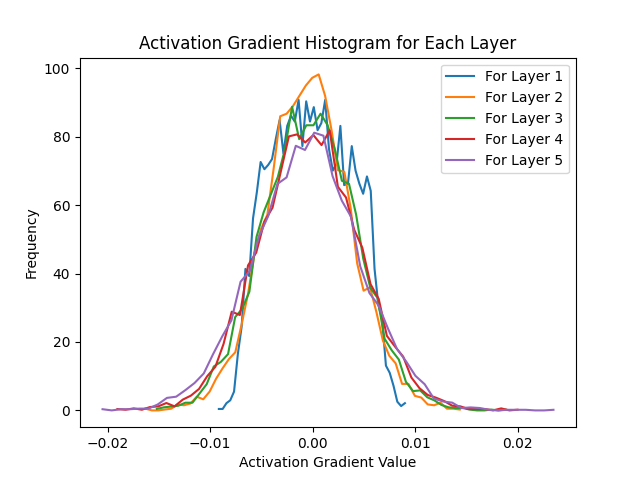 Activation Gradient Histogram for Each Layer
For Layer 1
For Layer 2
For Layer 3
For Layer 4
For Layer 5
100
80
60
40
20
0
Frequency
−0.02
−0.01
0.00
0.01
0.02
Activation Gradient Value